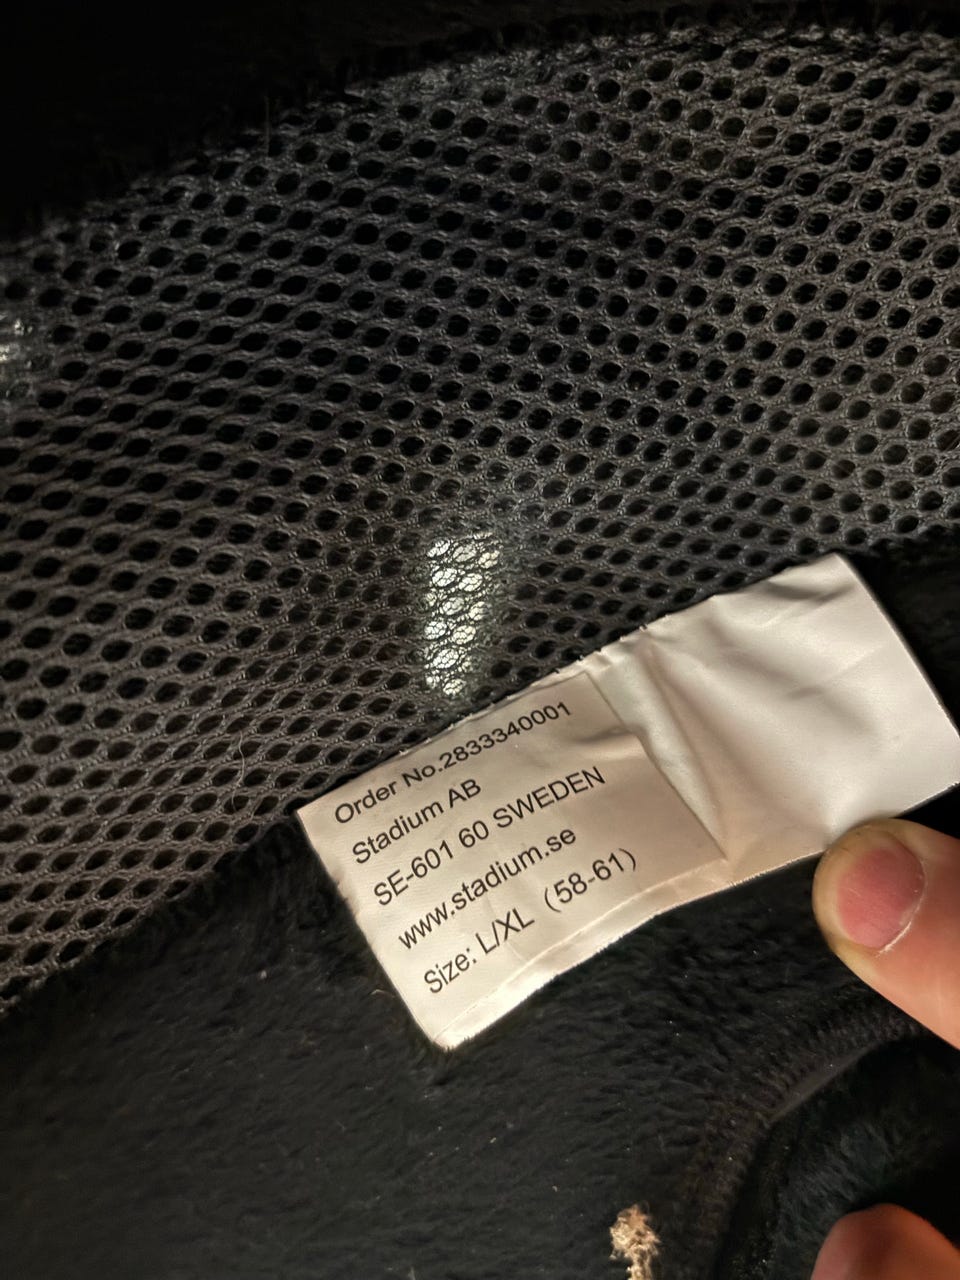 Order No.2833340001
Stadium AB
SE-601 60 SWEDEN
www.stadium.se
Size: L/XL (58-61)